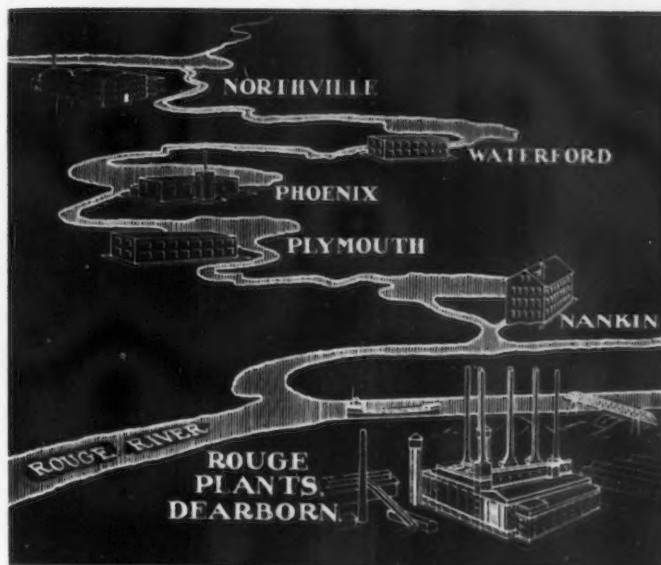 NORTHVILLE
WATERFORD
PHOENIX
PLYMOUTH
NANKIN
ROUGE RIVER
ROUGE
PLANTS.
DEARBORN.